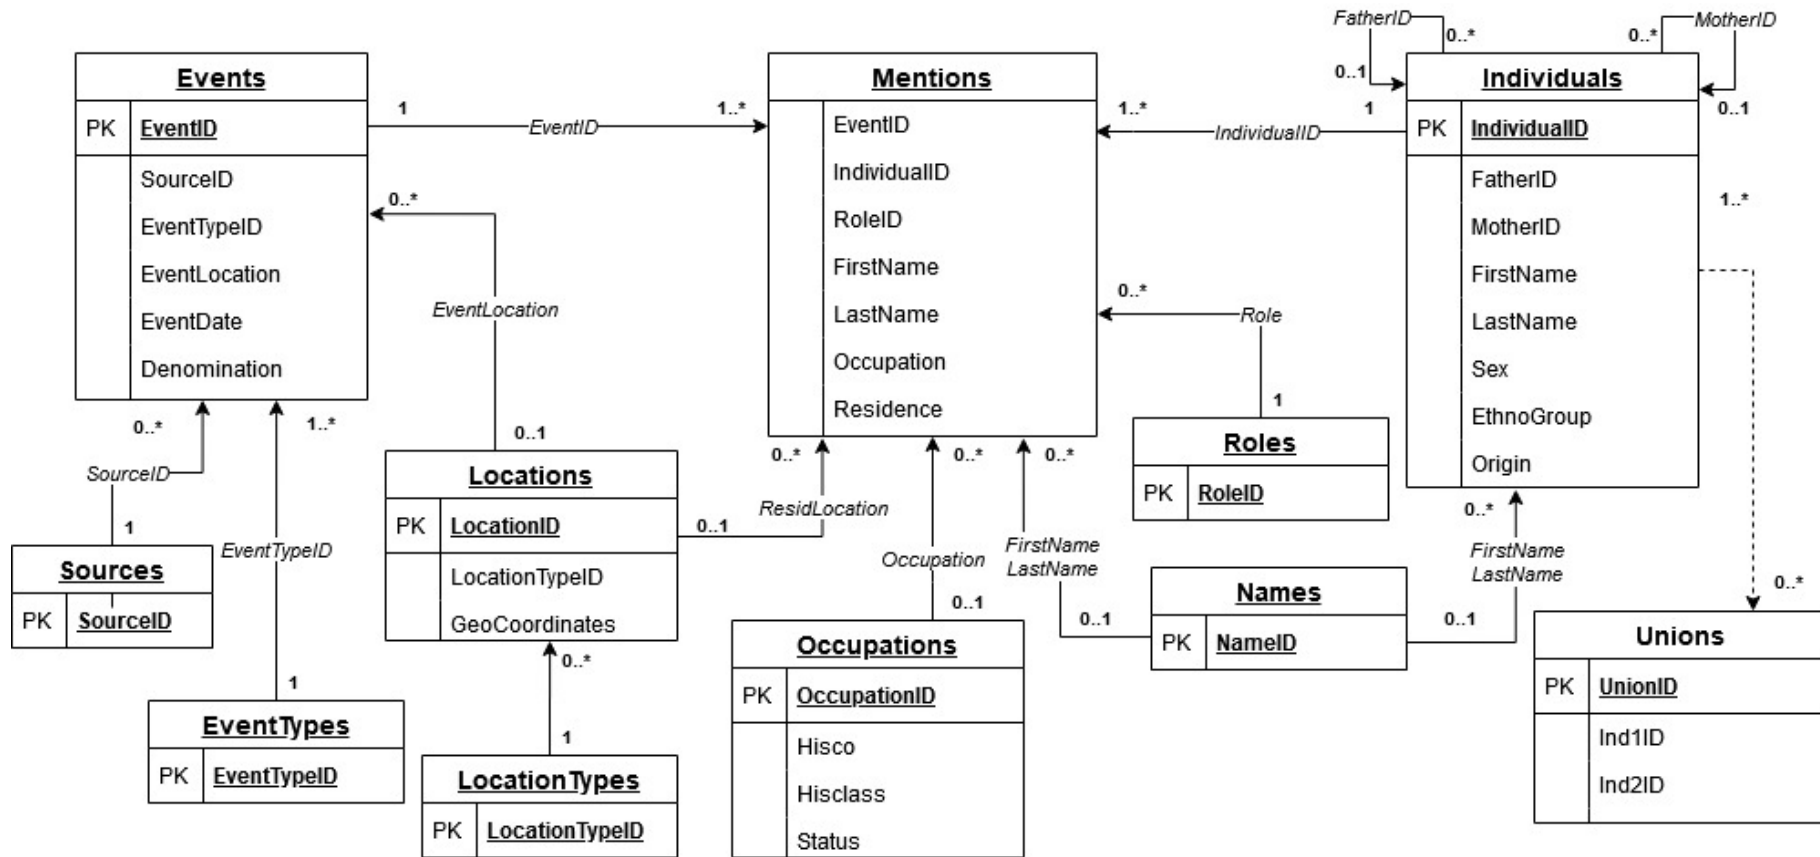 FatherID
MotherID
0..*
0..*
0..1
0..1
Events
PK EventID
SourceID
EventTypeID
EventLocation
EventDate
Denomination
1
EventID
1..*
Mentions
EventID
IndividualID
RoleID
FirstName
LastName
Occupation
Residence
1..*
IndividualID
1
Individuals
PK IndividualID
FatherID
MotherID
FirstName
LastName
Sex
EthnoGroup
Origin
1..*
0..*
EventLocation
0..1
0..*
Role
1
Roles
PK RoleID
0..*
SourceID
1
Sources
PK SourceID
1..*
EventTypeID
1
EventTypes
PK EventTypeID
Locations
PK LocationID
LocationTypeID
GeoCoordinates
0..1
ResidLocation
0..*
0..*
1
LocationTypes
PK LocationTypeID
0..*
Occupation
0..1
Occupations
PK OccupationID
Hisco
Hisclass
Status
0..*
FirstName
LastName
0..1
Names
PK NameID
0..1
0..*
FirstName
LastName
0..*
Unions
PK UnionID
Ind1ID
Ind2ID